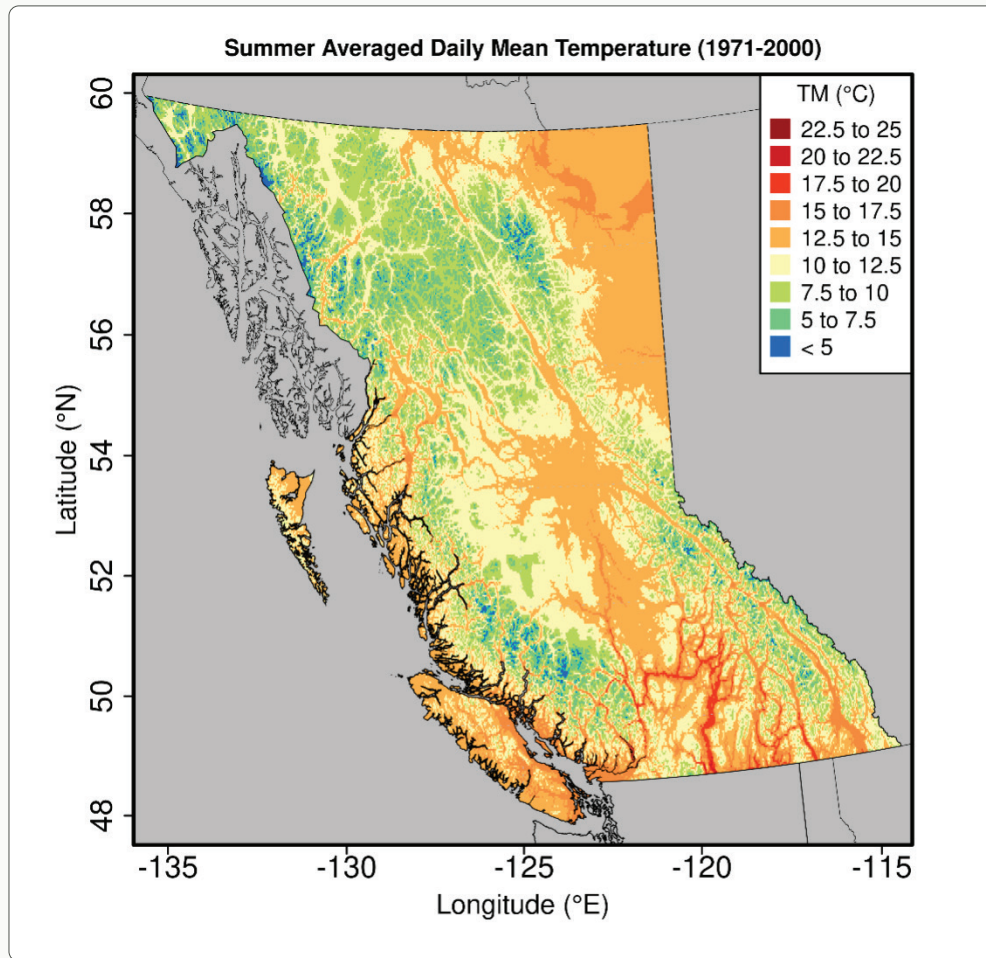 Summer Averaged Daily Mean Temperature (1971-2000)
TM (°C)
22.5 to 25
20 to 22.5
17.5 to 20
15 to 17.5
12.5 to 15
10 to 12.5
7.5 to 10
5 to 7.5
< 5
Latitude (°N)
60
58
56
54
52
50
48
-135
-130
-125
-120
-115
Longitude (°E)